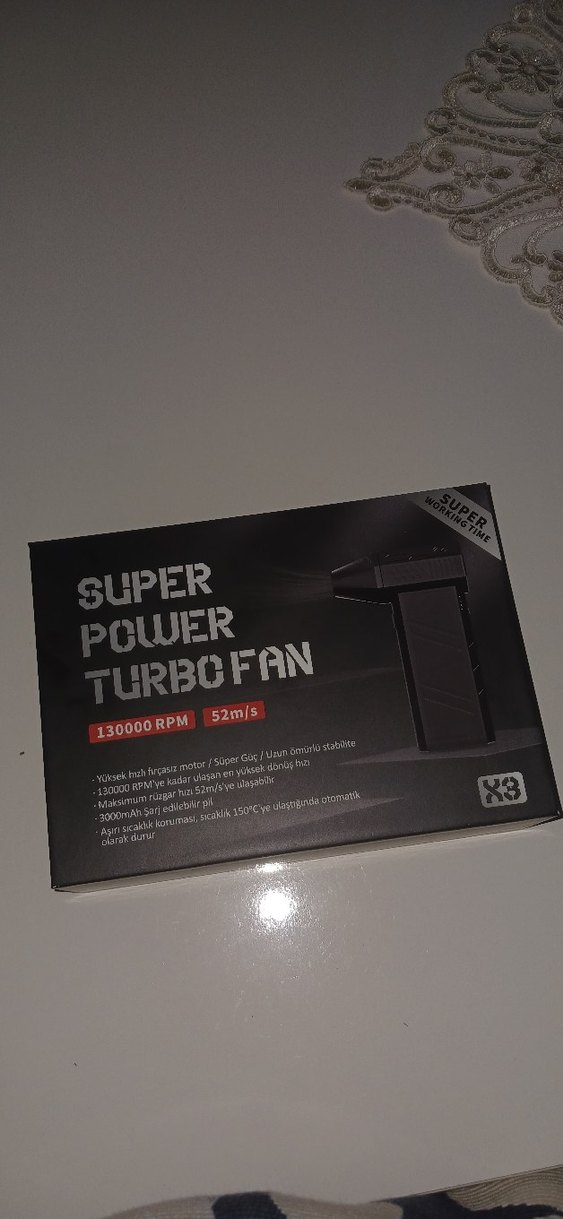 SUPER
WORKING TIME
SUPER
POWER
TURBO FAN
130000 RPM 52m/s
· Yüksek hızlı fırçasız motor / Süper Güç / Uzun ömürlü stabilite
· 130000 RPM'ye kadar ulaşan en yüksek dönüş hızı
· Maksimum rüzgar hızı 52m/s'ye ulaşabilir
· 3000mAh Şarj edilebilir pil
· Aşırı sıcaklık koruması, sıcaklık 150°C'ye ulaştığında otomatik
olarak durur
X3